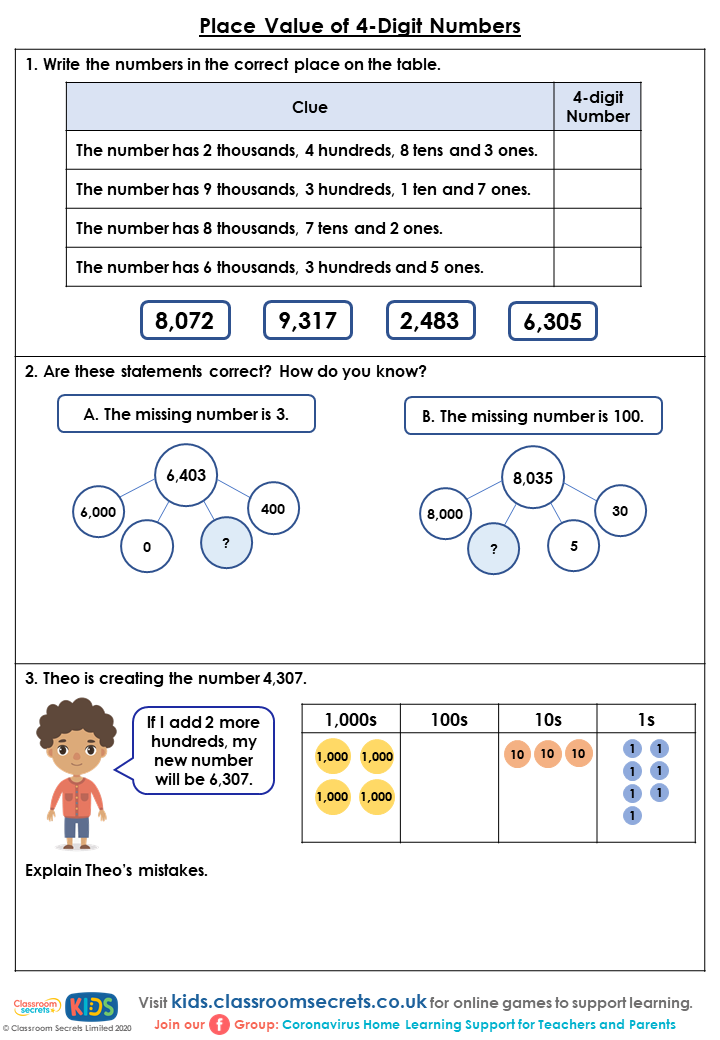 Place Value of 4-Digit Numbers
1. Write the numbers in the correct place on the table.
Clue
4-digit
Number
The number has 2 thousands, 4 hundreds, 8 tens and 3 ones.
The number has 9 thousands, 3 hundreds, 1 ten and 7 ones.
The number has 8 thousands, 7 tens and 2 ones.
The number has 6 thousands, 3 hundreds and 5 ones.
8,072 9,317 2,483 6,305
2. Are these statements correct? How do you know?
A. The missing number is 3.
6,403
6,000
400
0
?
B. The missing number is 100.
8,035
8,000
30
?
5
3. Theo is creating the number 4,307.
If I add 2 more
hundreds, my
new number
will be 6,307.
1,000s 100s 10s 1s
1,000 1,000
1,000 1,000
10 10 10
1 1
1 1
1 1
1
Explain Theo's mistakes.
Classroom
Secrets
KIDS
© Classroom Secrets Limited 2020
Visit kids.classroomsecrets.co.uk for online games to support learning.
Join our f Group: Coronavirus Home Learning Support for Teachers and Parents